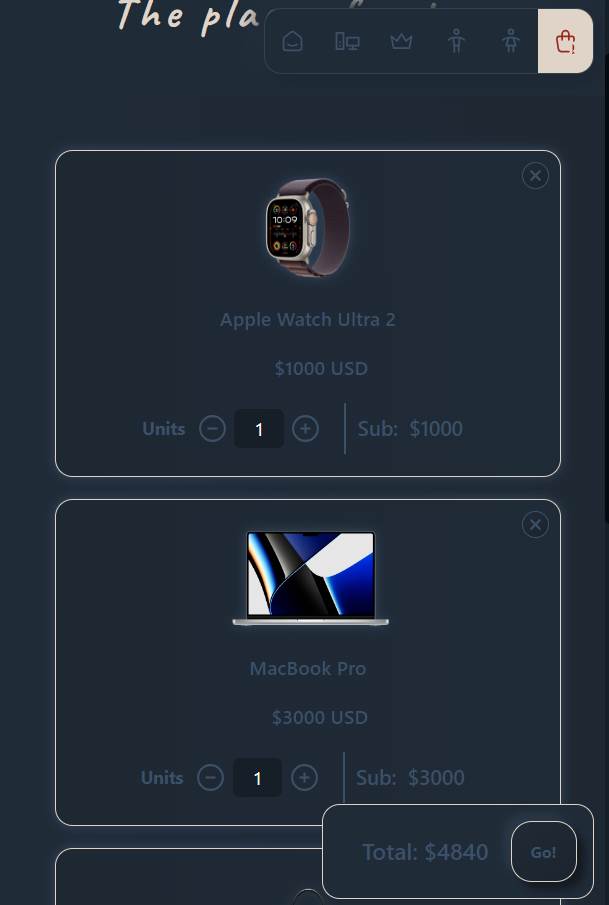 The pla
Apple Watch Ultra 2
$1000 USD
Units 1 Sub: $1000
MacBook Pro
$3000 USD
Units 1 Sub: $3000
Total: $4840 Go!
10:09